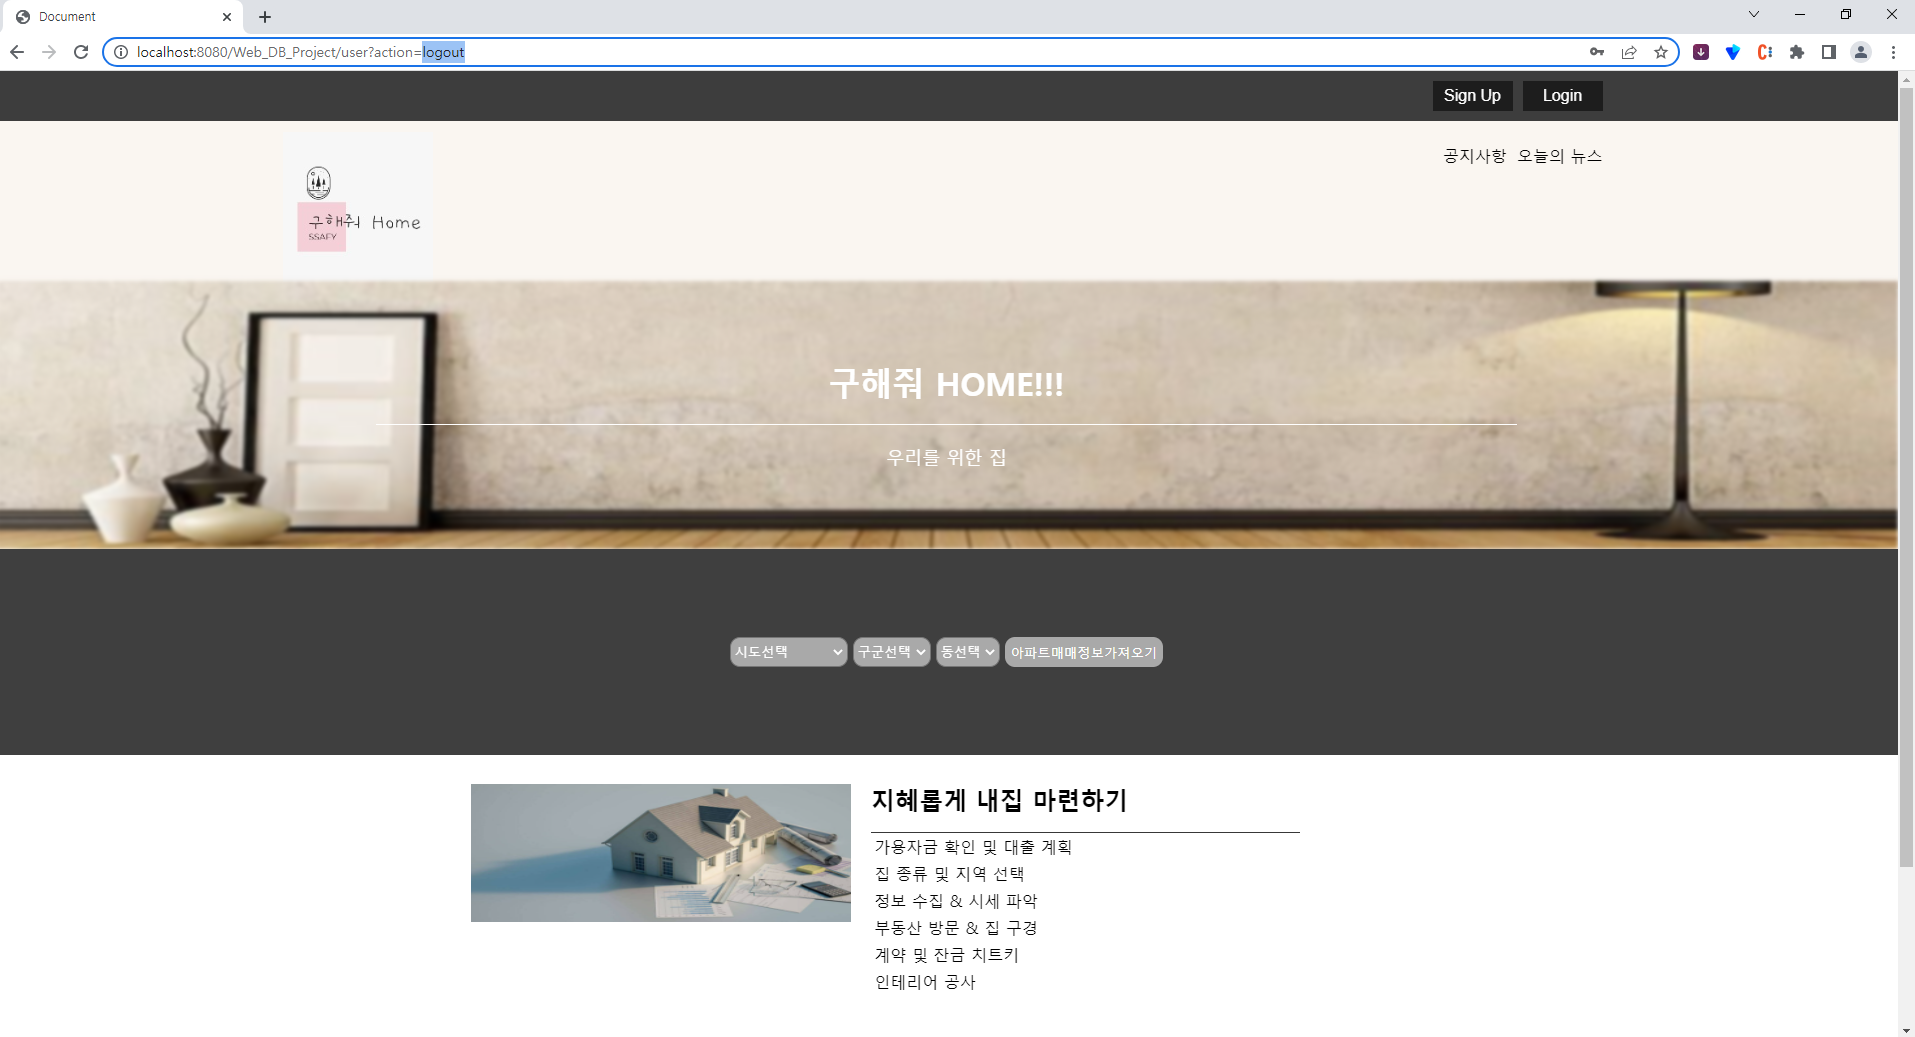 Document
localhost:8080/Web_DB_Project/user?action=logout
Sign Up Login
공지사항 오늘의 뉴스
구해줘 Home
SSAFY
구해줘 HOME!!!
우리를 위한 집
시도선택 구군선택 동선택 아파트매매정보가져오기
지혜롭게 내집 마련하기
가용자금 확인 및 대출 계획
집 종류 및 지역 선택
정보 수집 & 시세 파악
부동산 방문 & 집 구경
계약 및 잔금 치트키
인테리어 공사